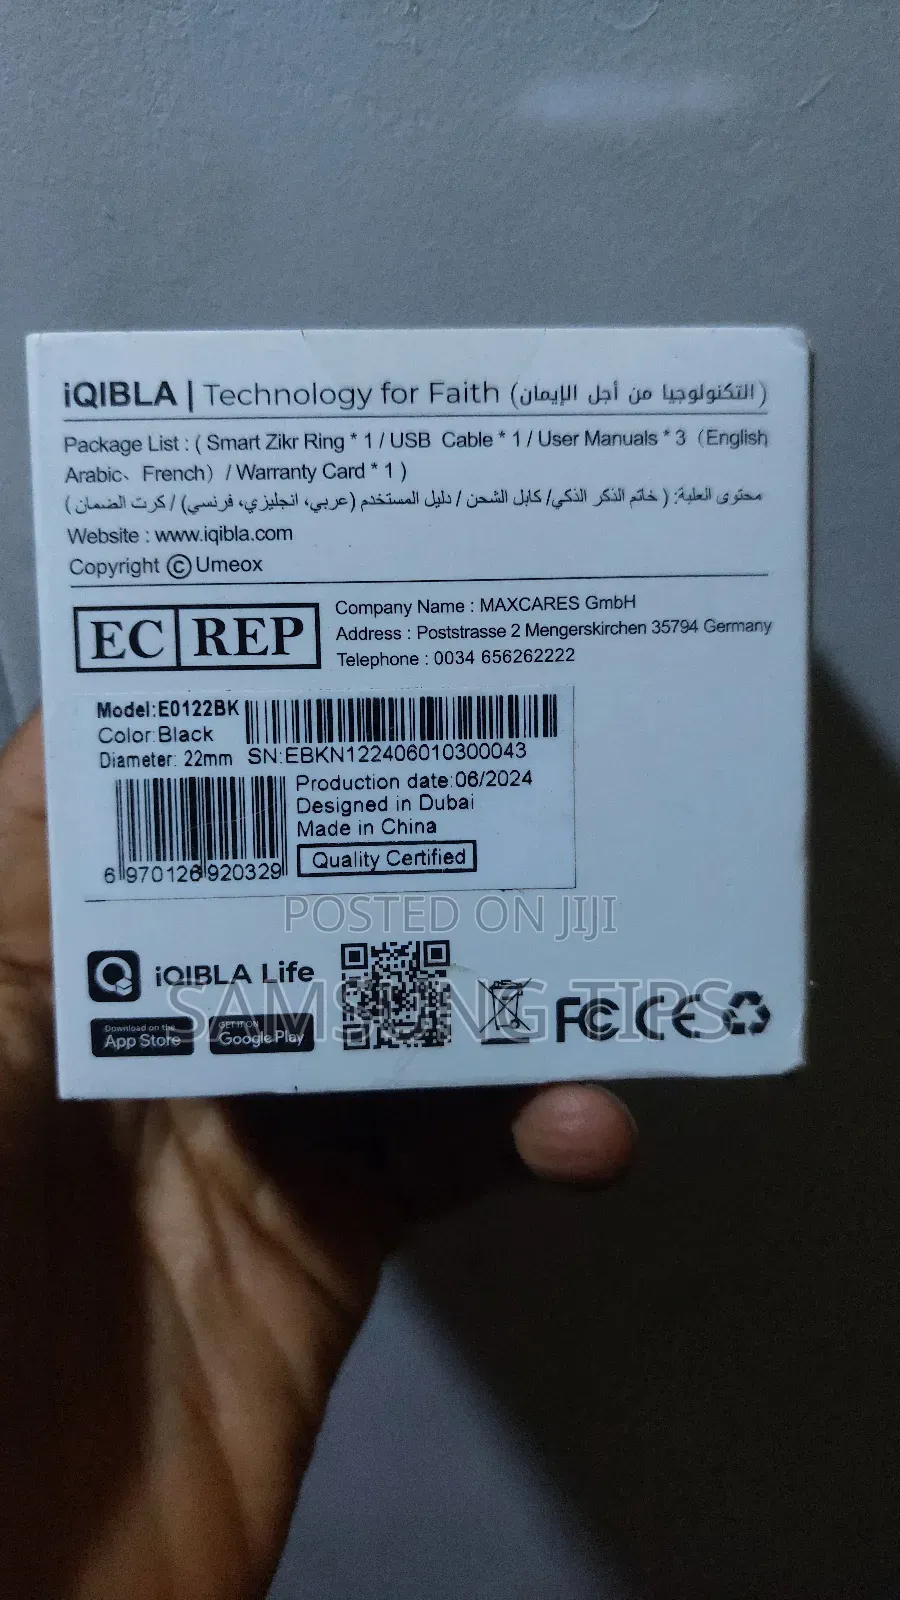 iQIBLA | Technology for Faith (التكنولوجيا من أجل الإيمان)
Package List : ( Smart Zikr Ring * 1 / USB Cable * 1 / User Manuals * 3（English
Arabic、French）/ Warranty Card * 1 )
محتوى العلبة: ( خاتم الذكر الذكي/ كابل الشحن / دليل المستخدم (عربي، انجليزي، فرنسي) / كرت الضمان )
Website : www.iqibla.com
Copyright © Umeox
EC REP
Company Name : MAXCARES GmbH
Address : Poststrasse 2 Mengerskirchen 35794 Germany
Telephone : 0034 656262222
Model:E0122BK
Color:Black
Diameter: 22mm
SN:EBKN122406010300043
Production date:06/2024
Designed in Dubai
Made in China
Quality Certified
6 970126 920329
POSTED ON JIJI
iQIBLA Life
SAMSUNG TIPS
Download on the
App Store
GET IT ON
Google Play
FC CE